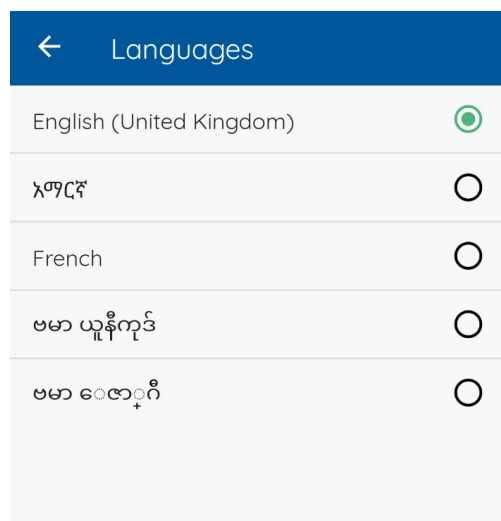 Languages
English (United Kingdom)
አማርኛ
French
ဗမာ ယူနီကုဒ်
ဗမာ ေဇာ္ဂီ